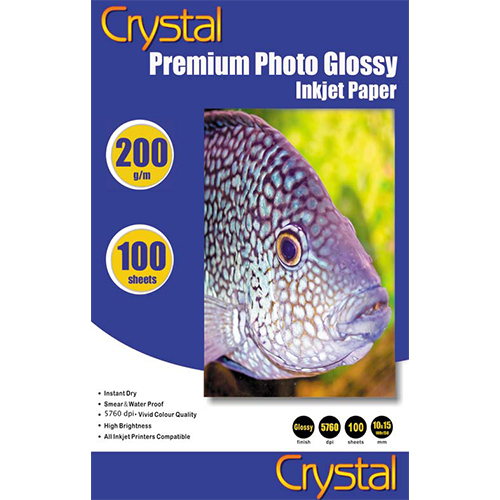 Crystal
Premium Photo Glossy
Inkjet Paper
200
g/m
100
sheets
• Instant Dry
• Smear & Water Proof
• 5760 dpi- Vivid Colour Quality
• High Brightness
• All Inkjet Printers Compatible
Glossy
finish
5760
dpi
100
sheets
10x15
mm
Crystal